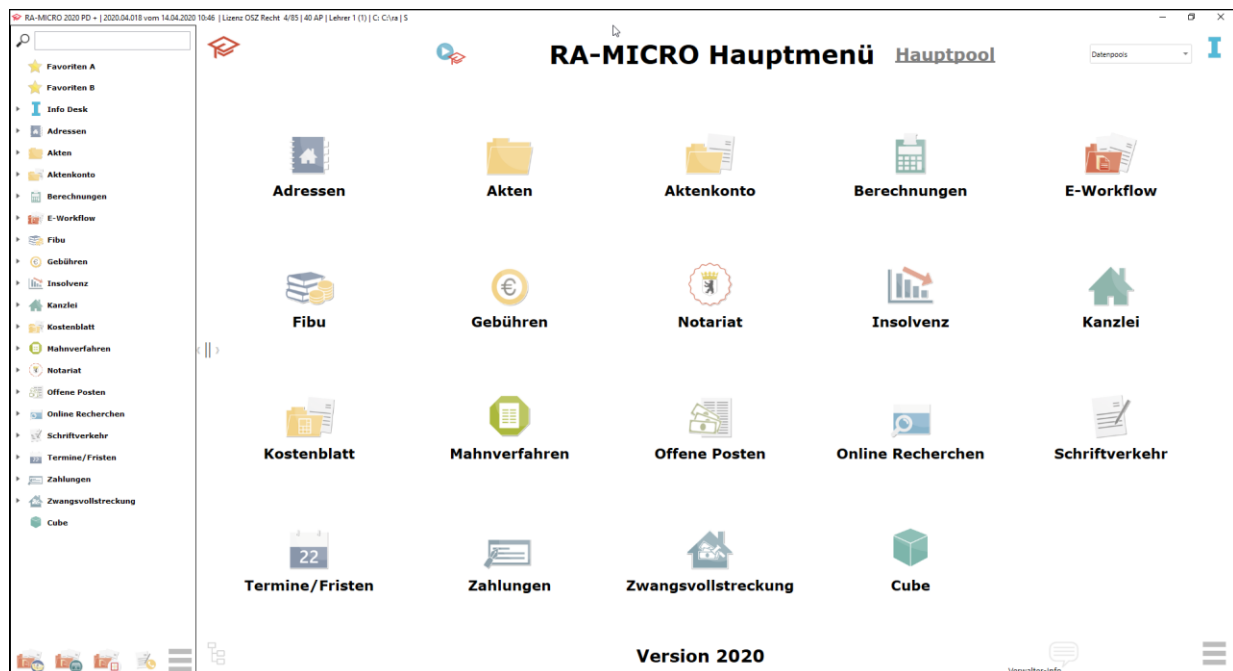 RA-MICRO 2020 PD + | 2020.04.018 vom 14.04.2020 10:46 | Lizenz OSZ Recht 4/85 | 40 AP | Lehrer 1 (1) | C: C:\ra | S
RA-MICRO Hauptmenü Hauptpool
Datenpools
Favoriten A
Favoriten B
Info Desk
Adressen
Akten
Aktenkonto
Berechnungen
E-Workflow
Fibu
Gebühren
Insolvenz
Kanzlei
Kostenblatt
Mahnverfahren
Notariat
Offene Posten
Online Recherchen
Schriftverkehr
22 Termine/Fristen
Zahlungen
Zwangsvollstreckung
Cube
Adressen Akten Aktenkonto Berechnungen E-Workflow
Fibu Gebühren Notariat Insolvenz Kanzlei
Kostenblatt Mahnverfahren Offene Posten Online Recherchen Schriftverkehr
22
Termine/Fristen Zahlungen Zwangsvollstreckung Cube
Version 2020
Verwalter-Info